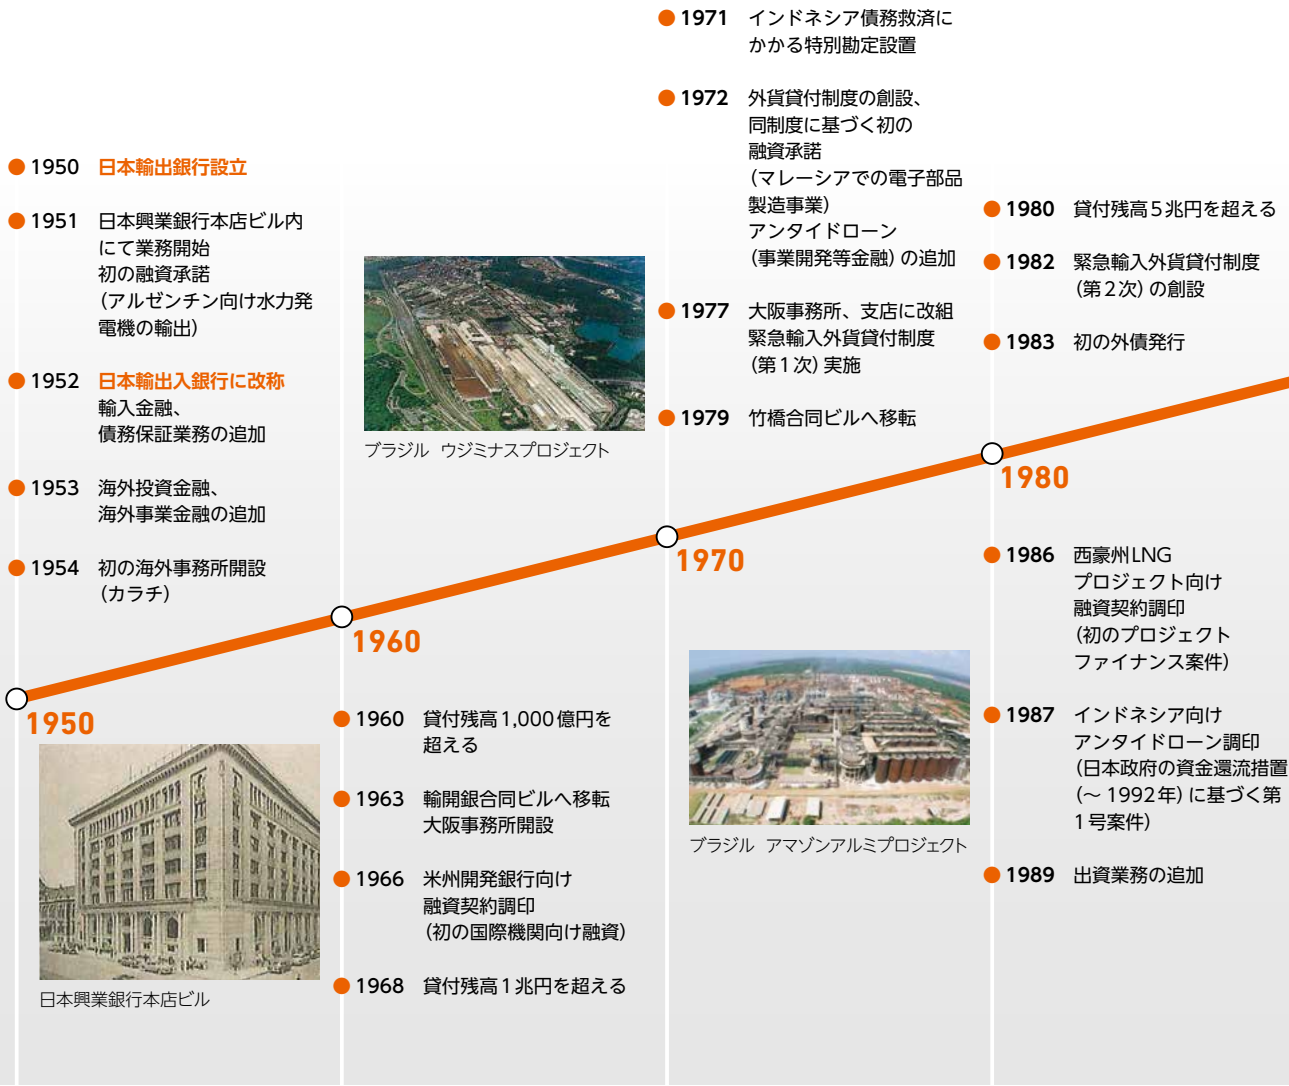 1950 日本輸出銀行設立
1951 日本興業銀行本店ビル内
にて業務開始
初の融資承諾
(アルゼンチン向け水力発
電機の輸出)
1952 日本輸出入銀行に改称
輸入金融、
債務保証業務の追加
1953 海外投資金融、
海外事業金融の追加
1954 初の海外事務所開設
(カラチ)
1950
日本興業銀行本店ビル
ブラジル ウジミナスプロジェクト
1960
1960 貸付残高1,000億円を
超える
1963 輸開銀合同ビルへ移転
大阪事務所開設
1966 米州開発銀行向け
融資契約調印
(初の国際機関向け融資)
1968 貸付残高1兆円を超える
1971 インドネシア債務救済に
かかる特別勘定設置
1972 外貨貸付制度の創設、
同制度に基づく初の
融資承諾
(マレーシアでの電子部品
製造事業)
アンタイドローン
(事業開発等金融)の追加
1977 大阪事務所、支店に改組
緊急輸入外貨貸付制度
(第1次)実施
1979 竹橋合同ビルへ移転
1970
ブラジル アマゾンアルミプロジェクト
1980 貸付残高5兆円を超える
1982 緊急輸入外貨貸付制度
(第2次)の創設
1983 初の外債発行
1980
1986 西豪州LNG
プロジェクト向け
融資契約調印
(初のプロジェクト
ファイナンス案件)
1987 インドネシア向け
アンタイドローン調印
(日本政府の資金還流措置
(～1992年)に基づく第
1号案件)
1989 出資業務の追加